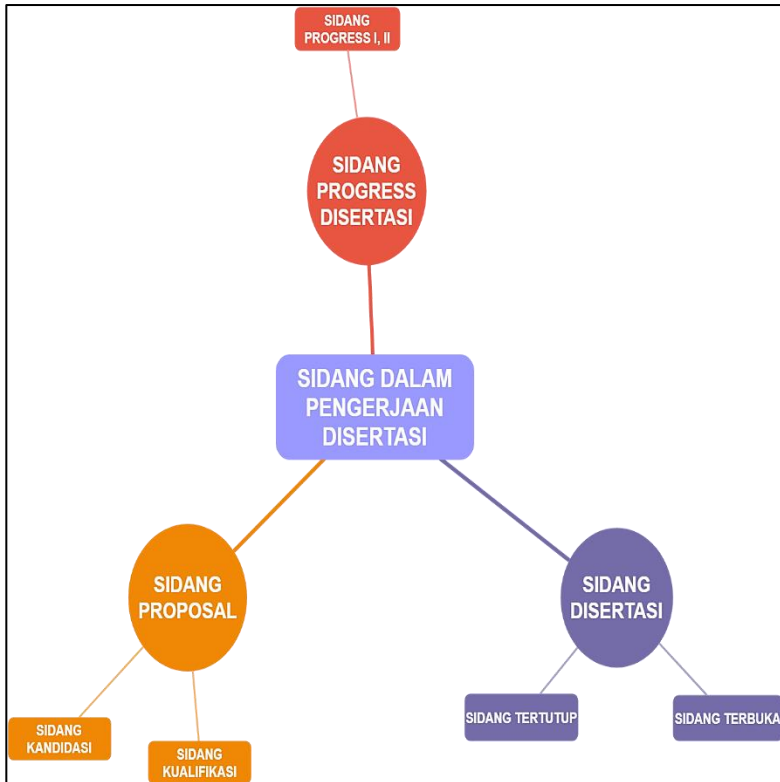 SIDANG
PROGRESS I, II
SIDANG
PROGRESS
DISERTASI
SIDANG DALAM
PENGERJAAN
DISERTASI
SIDANG
PROPOSAL
SIDANG
DISERTASI
SIDANG
KANDIDASI
SIDANG
KUALIFIKASI
SIDANG TERTUTUP
SIDANG TERBUKA